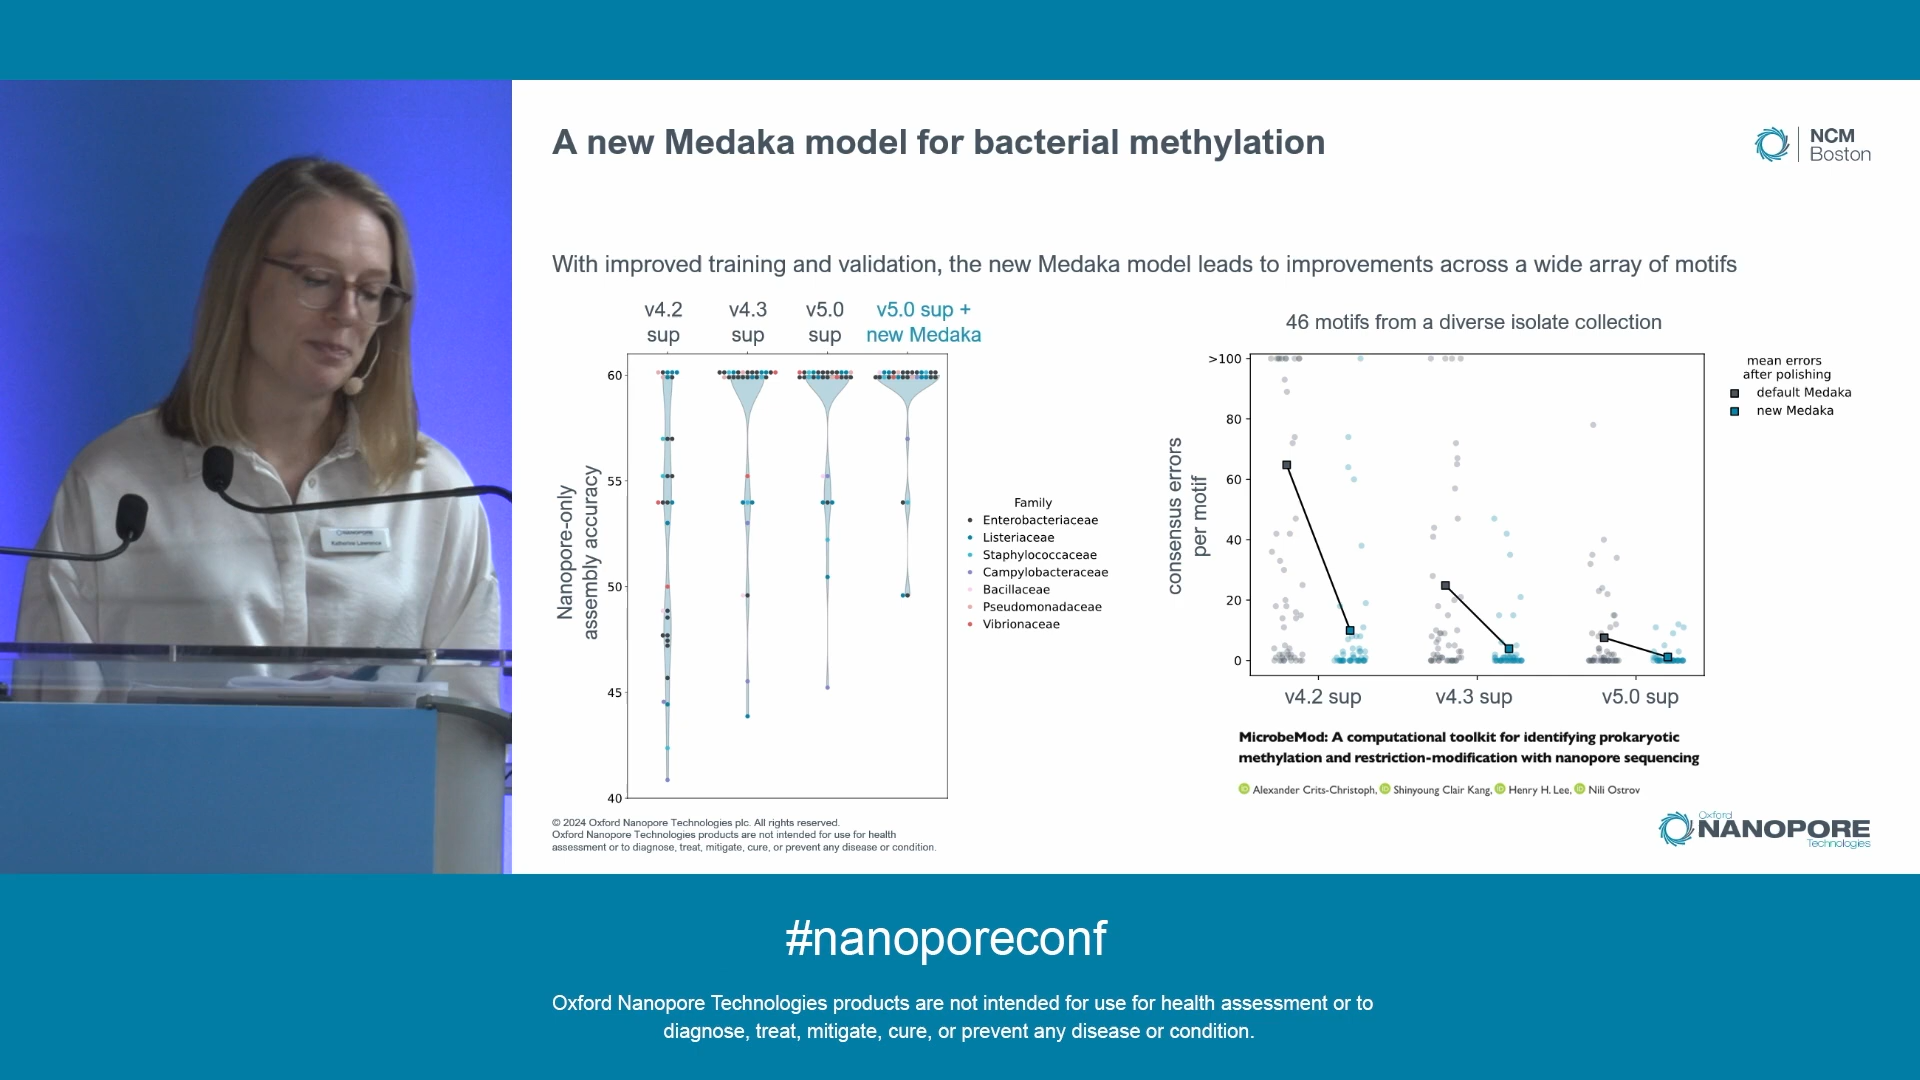 A new Medaka model for bacterial methylation
NCM
Boston
With improved training and validation, the new Medaka model leads to improvements across a wide array of motifs
v4.2
sup
v4.3
sup
v5.0
sup
v5.0 sup +
new Medaka
60
55
50
45
40
Nanopore-only
assembly accuracy
Family
Enterobacteriaceae
Listeriaceae
Staphylococcaceae
Campylobacteraceae
Bacillaceae
Pseudomonadaceae
Vibrionaceae
46 motifs from a diverse isolate collection
>100
80
60
40
20
0
consensus errors
per motif
v4.2 sup
v4.3 sup
v5.0 sup
mean errors
after polishing
default Medaka
new Medaka
MicrobeMod: A computational toolkit for identifying prokaryotic
methylation and restriction-modification with nanopore sequencing
iD Alexander Crits-Christoph, iD Shinyoung Clair Kang, iD Henry H. Lee, iD Nili Ostrov
© 2024 Oxford Nanopore Technologies plc. All rights reserved.
Oxford Nanopore Technologies products are not intended for use for health
assessment or to diagnose, treat, mitigate, cure, or prevent any disease or condition.
Oxford
NANOPORE
Technologies
NANOPORE
Katherine Lawrence
#nanoporeconf
Oxford Nanopore Technologies products are not intended for use for health assessment or to
diagnose, treat, mitigate, cure, or prevent any disease or condition.